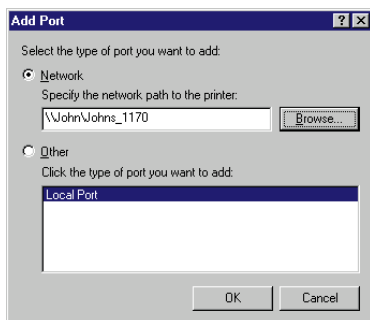 Add Port
Select the type of port you want to add:
Network
Specify the network path to the printer:
\\John\Johns_1170
Browse...
Other
Click the type of port you want to add:
Local Port
OK
Cancel